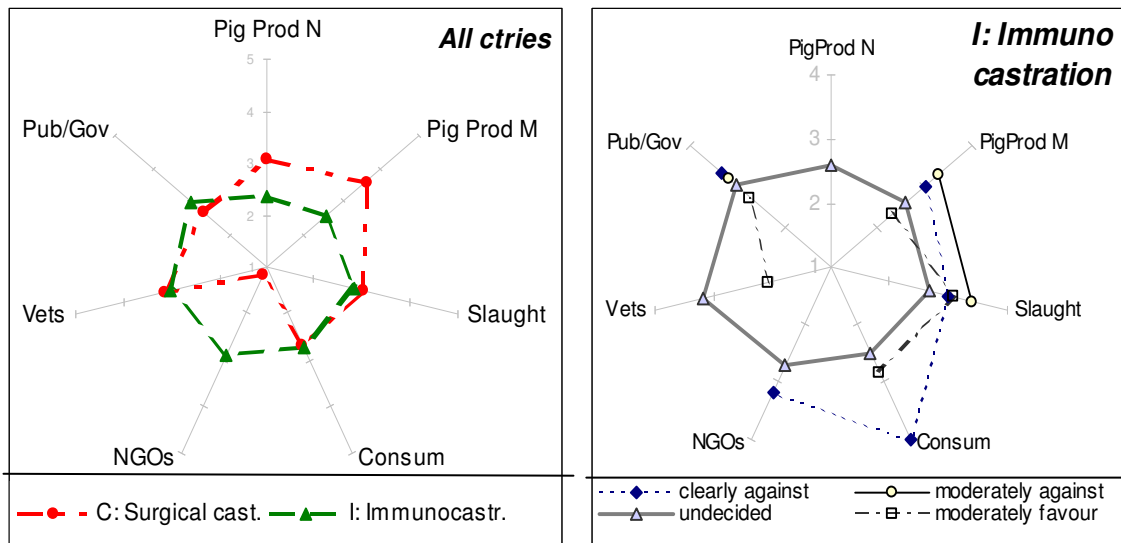 Pig Prod N
All ctries
5
4
3
2
1
Pub/Gov
Pig Prod M
Vets
Slaught
NGOs
Consum
C: Surgical cast.
I: Immunocastr.
I: Immuno
castration
PigProd N
4
3
2
1
Pub/Gov
PigProd M
Vets
Slaught
NGOs
Consum
clearly against
moderately against
undecided
moderately favour